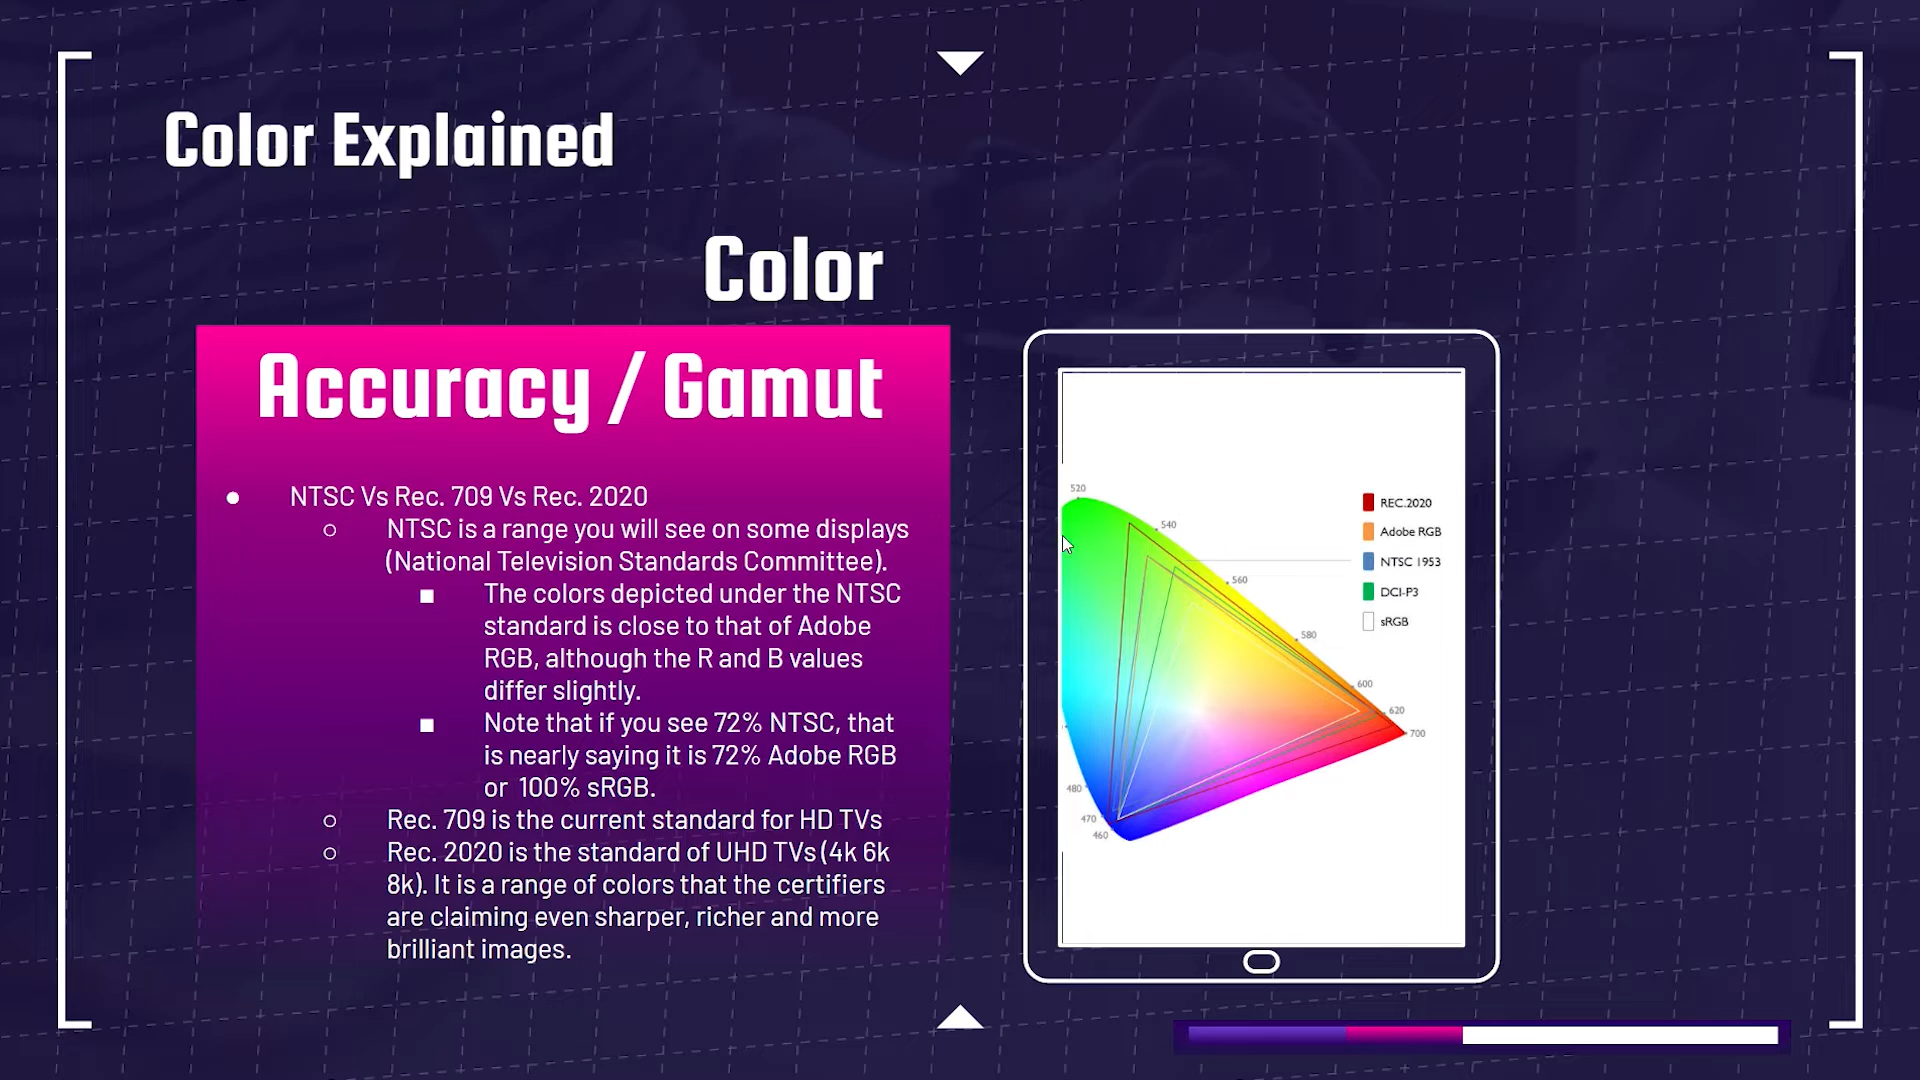 Color Explained
Color
Accuracy / Gamut
● NTSC Vs Rec. 709 Vs Rec. 2020
○ NTSC is a range you will see on some displays
(National Television Standards Committee).
■ The colors depicted under the NTSC
standard is close to that of Adobe
RGB, although the R and B values
differ slightly.
■ Note that if you see 72% NTSC, that
is nearly saying it is 72% Adobe RGB
or 100% sRGB.
○ Rec. 709 is the current standard for HD TVs
○ Rec. 2020 is the standard of UHD TVs (4k 6k
8k). It is a range of colors that the certifiers
are claiming even sharper, richer and more
brilliant images.
520
540
560
580
600
620
700
480
470
460
REC.2020
Adobe RGB
NTSC 1953
DCI-P3
sRGB